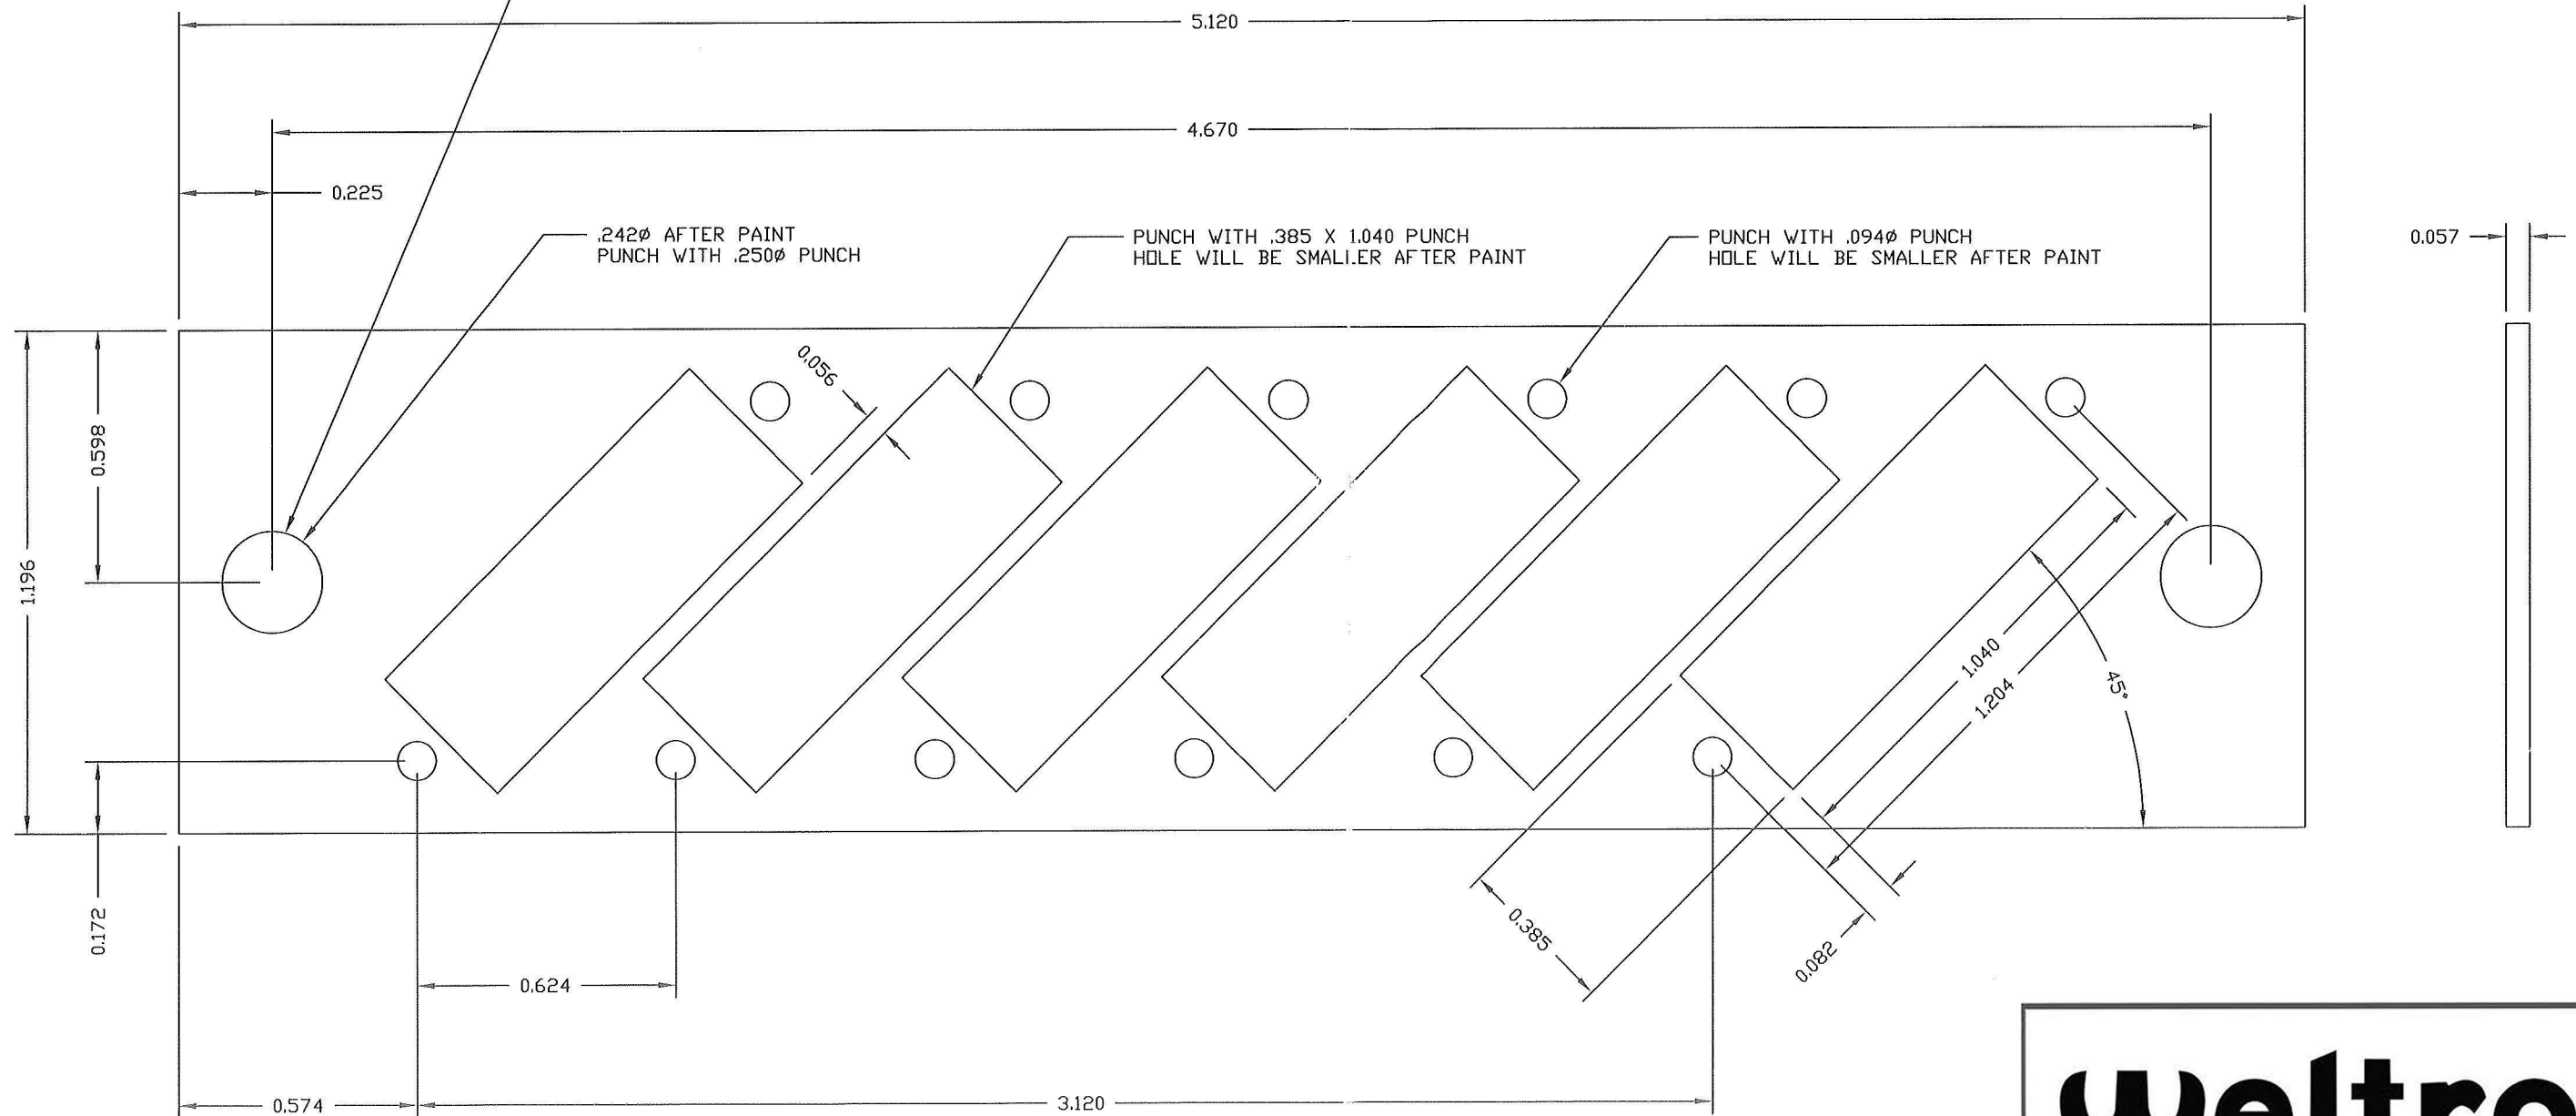 5.120
4.670
0.225
.242ø AFTER PAINT
PUNCH WITH .250ø PUNCH
PUNCH WITH .385 X 1.040 PUNCH
HOLE WILL BE SMALLER AFTER PAINT
PUNCH WITH .094ø PUNCH
HOLE WILL BE SMALLER AFTER PAINT
0.057
0.056
0.598
1.196
1.040
1.204
45°
0.172
0.385
0.082
0.624
0.574
3.120